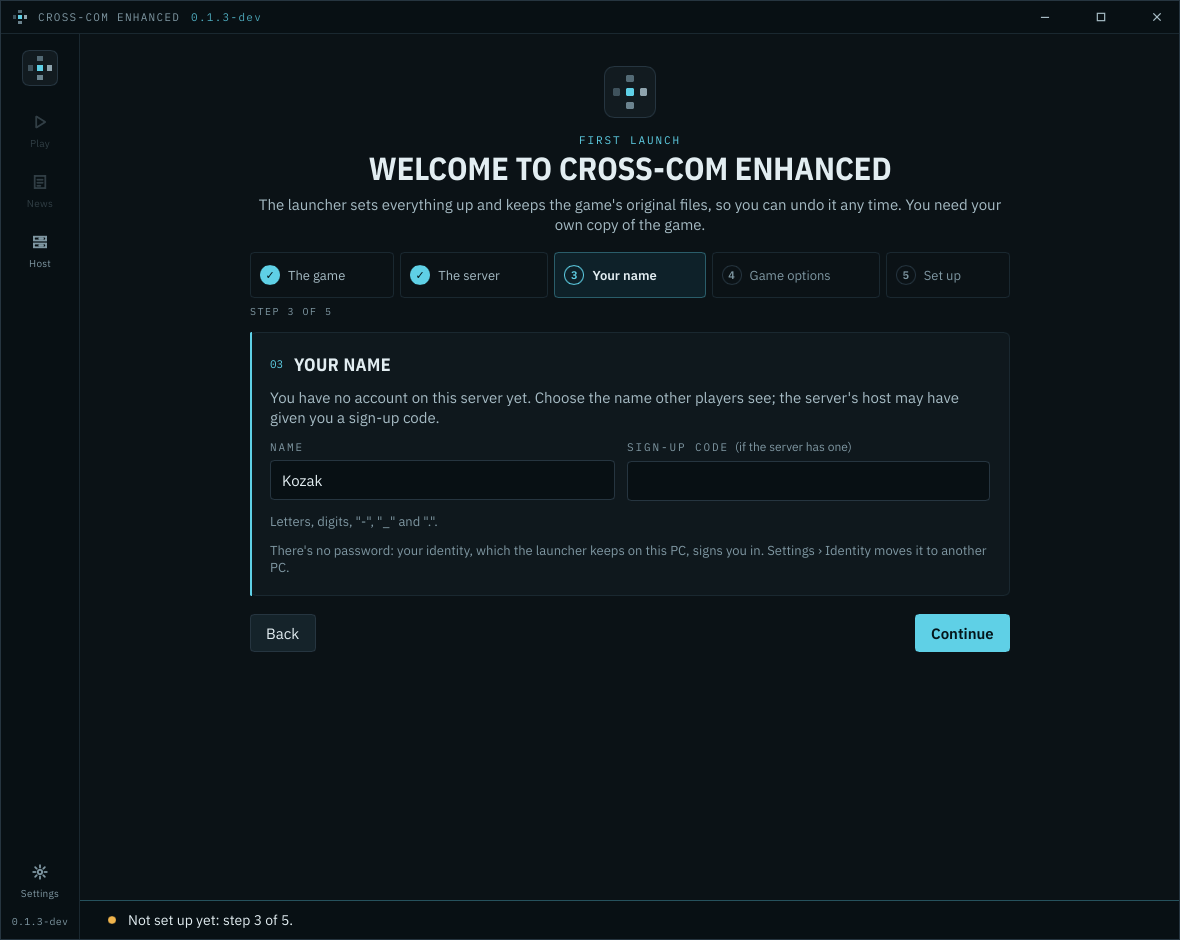 CROSS-COM ENHANCED 0.1.3-dev
Play
News
Host
FIRST LAUNCH
WELCOME TO CROSS-COM ENHANCED
The launcher sets everything up and keeps the game's original files, so you can undo it any time. You need your
own copy of the game.
✓ The game
✓ The server
3 Your name
4 Game options
5 Set up
STEP 3 OF 5
03 YOUR NAME
You have no account on this server yet. Choose the name other players see; the server's host may have
given you a sign-up code.
NAME
SIGN-UP CODE (if the server has one)
Kozak
Letters, digits, "-", "_" and ".".
There's no password: your identity, which the launcher keeps on this PC, signs you in. Settings › Identity moves it to another
PC.
Back
Continue
Settings
0.1.3-dev
Not set up yet: step 3 of 5.